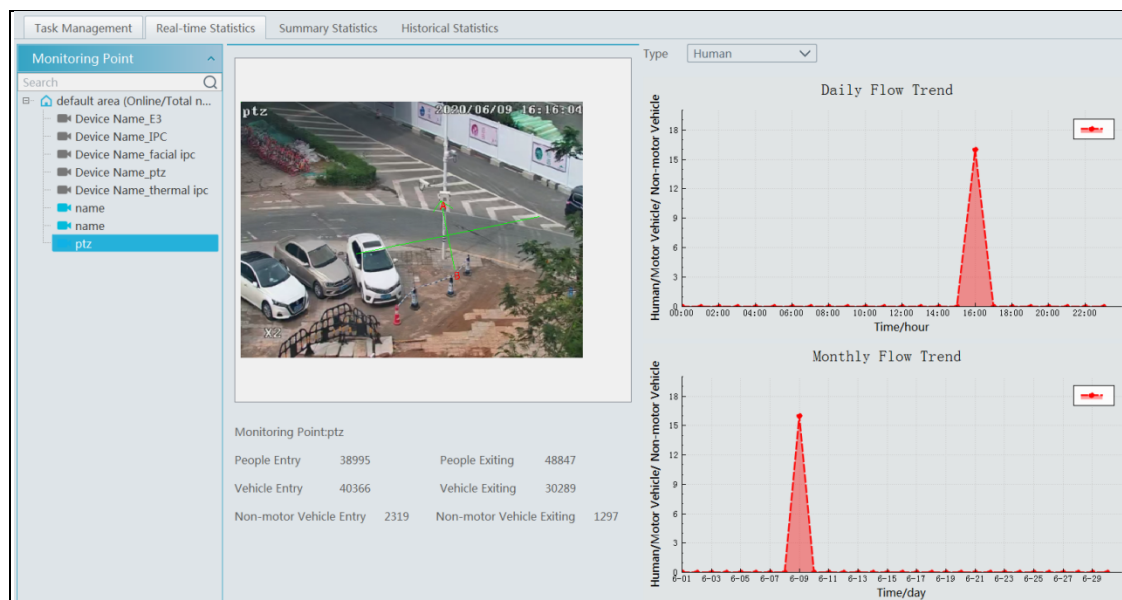 Task Management Real-time Statistics Summary Statistics Historical Statistics
Monitoring Point
Search
default area (Online/Total n...
Device Name_E3
Device Name_IPC
Device Name_facial ipc
Device Name_ptz
Device Name_thermal ipc
name
name
ptz
ptz 2020/06/09 16:16:04
A
B
X2
Monitoring Point:ptz
People Entry 38995 People Exiting 48847
Vehicle Entry 40366 Vehicle Exiting 30289
Non-motor Vehicle Entry 2319 Non-motor Vehicle Exiting 1297
Type Human
Daily Flow Trend
Human/Motor Vehicle/ Non-motor Vehicle
18
15
12
9
6
3
0
00:00 02:00 04:00 06:00 08:00 10:00 12:00 14:00 16:00 18:00 20:00 22:00
Time/hour
Monthly Flow Trend
Human/Motor Vehicle/ Non-motor Vehicle
18
15
12
9
6
3
0
6-01 6-03 6-05 6-07 6-09 6-11 6-13 6-15 6-17 6-19 6-21 6-23 6-25 6-27 6-29
Time/day